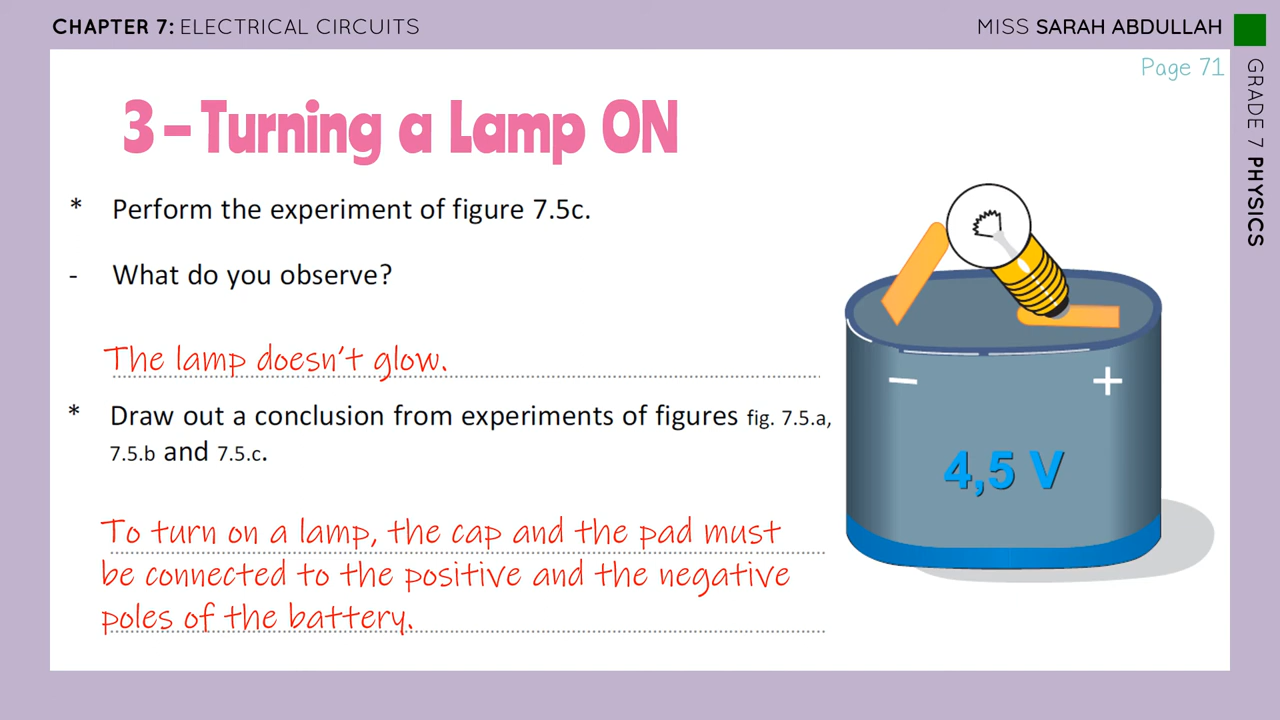 CHAPTER 7: ELECTRICAL CIRCUITS
MISS SARAH ABDULLAH
GRADE 7 PHYSICS
Page 71
3 – Turning a Lamp ON
* Perform the experiment of figure 7.5c.
- What do you observe?
The lamp doesn't glow.
* Draw out a conclusion from experiments of figures fig. 7.5.a,
7.5.b and 7.5.c.
To turn on a lamp, the cap and the pad must
be connected to the positive and the negative
poles of the battery.
– +
4,5 V